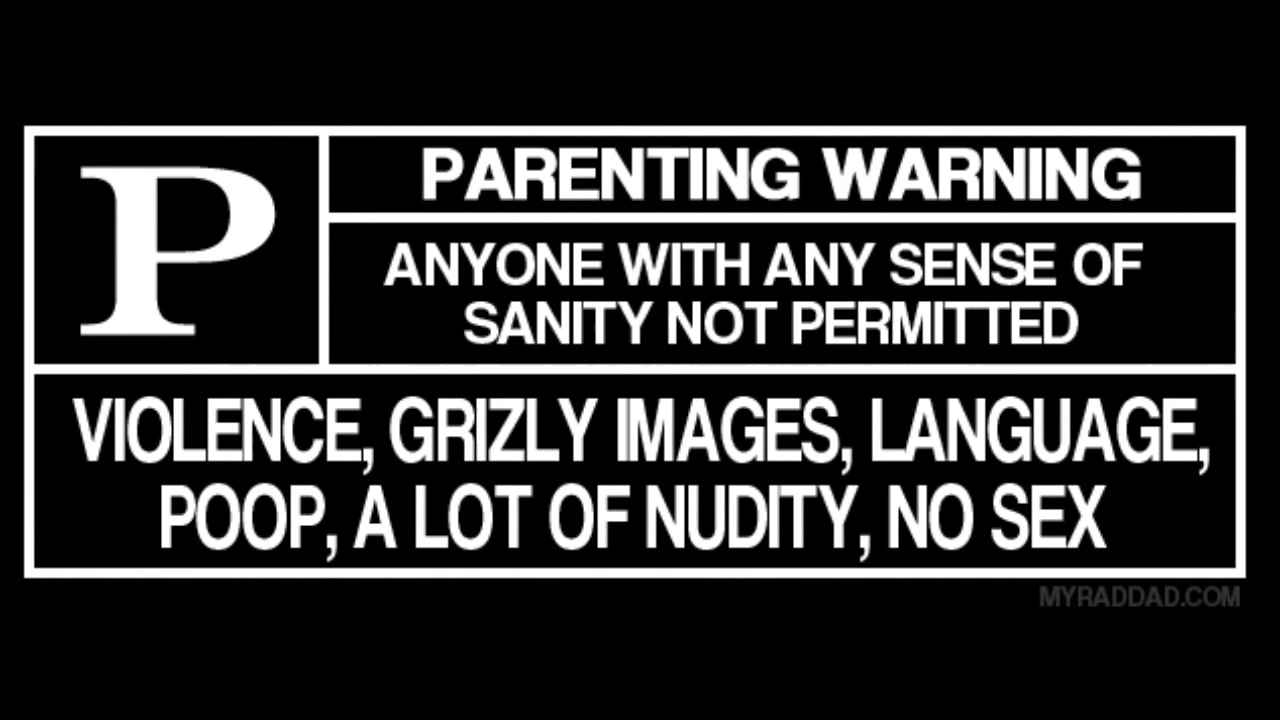 P
PARENTING WARNING
ANYONE WITH ANY SENSE OF
SANITY NOT PERMITTED
VIOLENCE, GRIZLY IMAGES, LANGUAGE,
POOP, A LOT OF NUDITY, NO SEX
MYRADDAD.COM